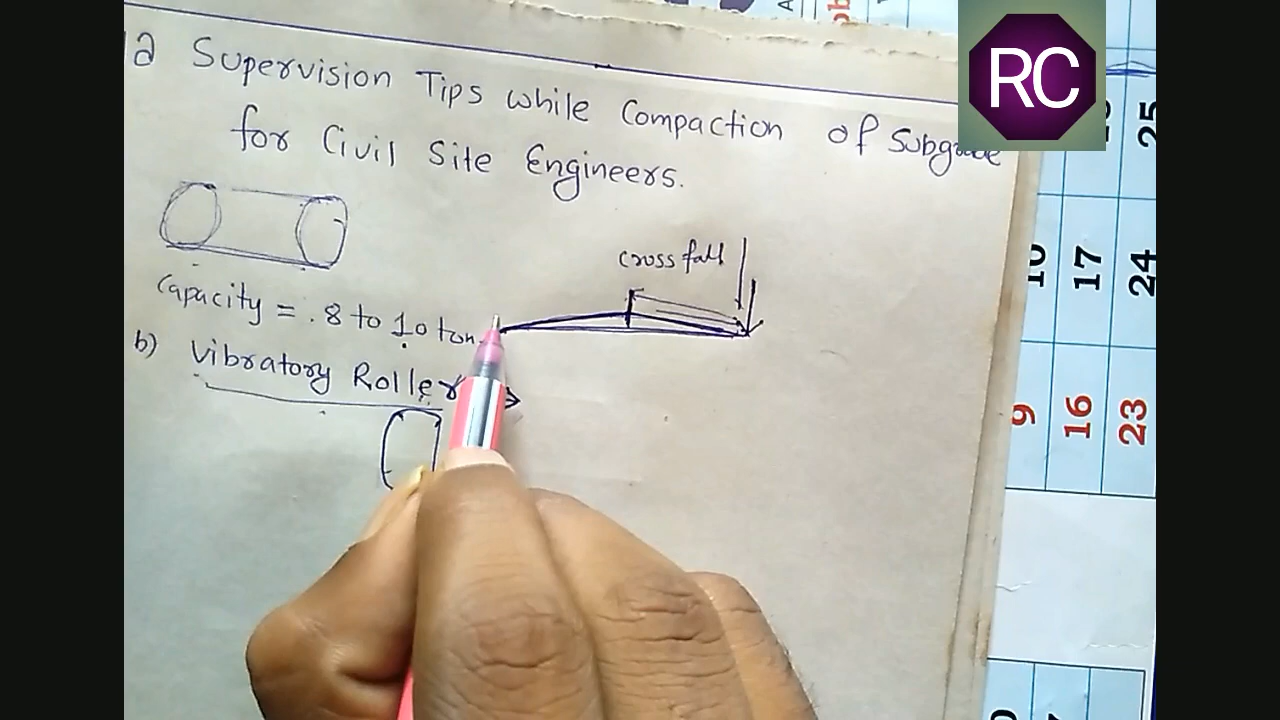 12 Supervision Tips while Compaction of Subgrade
for Civil Site Engineers.
cross fall
Capacity = .8 to 10 ton.
b) Vibratory Roller
RC
10 17 24
9 16 23
25